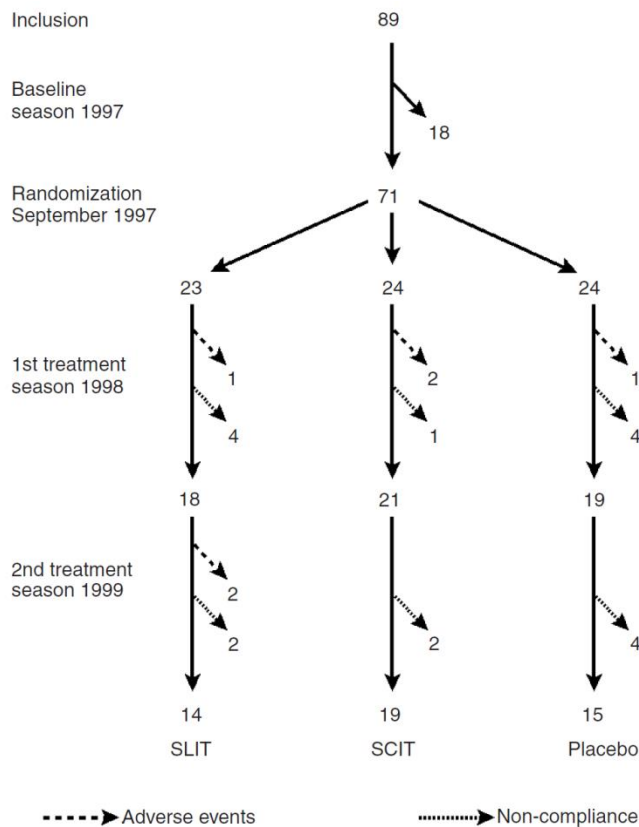 Inclusion
89
Baseline
season 1997
18
Randomization
September 1997
71
23
24
24
1st treatment
season 1998
1
2
1
4
1
4
18
21
19
2nd treatment
season 1999
2
2
2
4
14
19
15
SLIT
SCIT
Placebo
Adverse events
Non-compliance